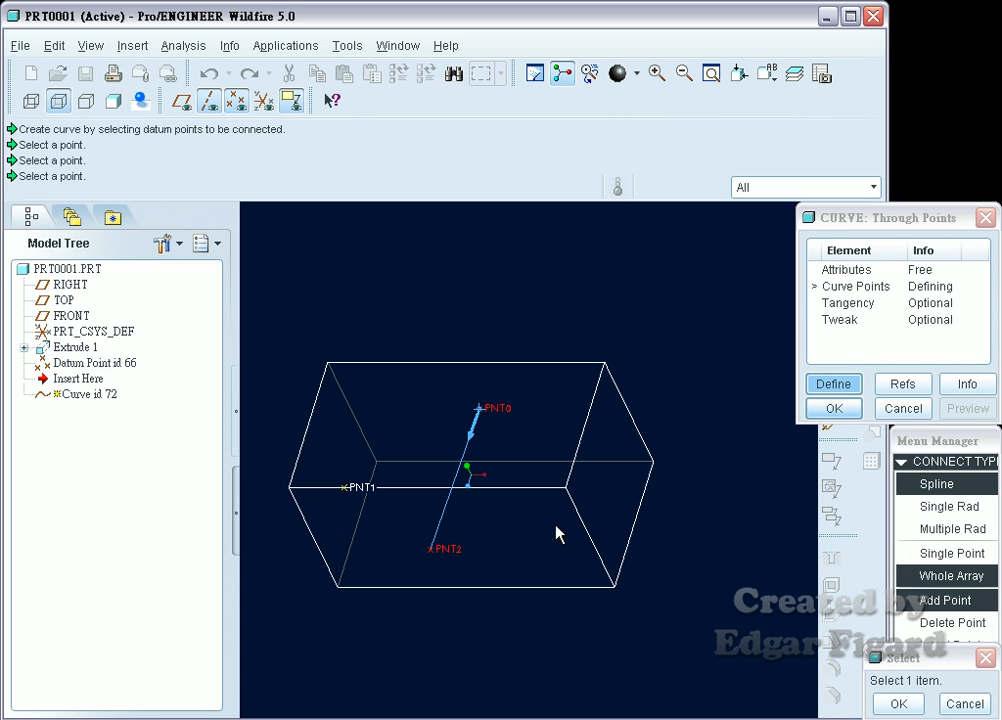 PRT0001 (Active) - Pro/ENGINEER Wildfire 5.0
File Edit View Insert Analysis Info Applications Tools Window Help
Create curve by selecting datum points to be connected.
Select a point.
Select a point.
Select a point.
All
Model Tree
PRT0001.PRT
RIGHT
TOP
FRONT
PRT_CSYS_DEF
Extrude 1
Datum Point id 66
Insert Here
Curve id 72
PNT0
PNT1
PNT2
CURVE: Through Points
Element Info
Attributes Free
> Curve Points Defining
Tangency Optional
Tweak Optional
Define Refs Info
OK Cancel Preview
Menu Manager
CONNECT TYP
Spline
Single Rad
Multiple Rad
Single Point
Whole Array
Add Point
Delete Point
Select
Select 1 item.
OK Cancel
Created by
Edgar Figard